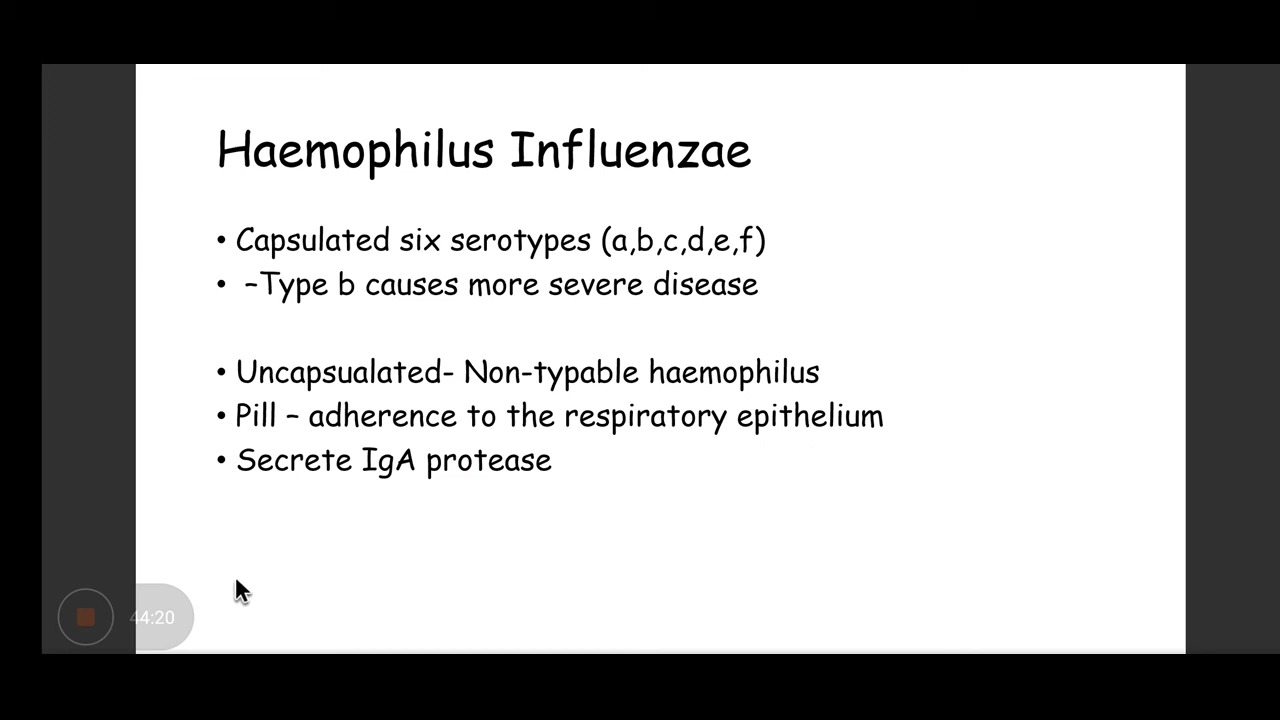 Haemophilus Influenzae
• Capsulated six serotypes (a,b,c,d,e,f)
• –Type b causes more severe disease
• Uncapsualated- Non-typable haemophilus
• Pill – adherence to the respiratory epithelium
• Secrete IgA protease
44:20